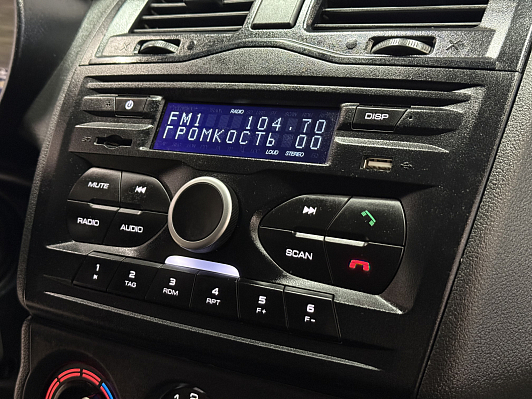 RADIO
FM1 104.70
ГРОМКОСТЬ 00
LOUD STEREO
DISP
MUTE
RADIO
AUDIO
SCAN
1 2 3 4 5 6
TAG RDM RPT F+ F-